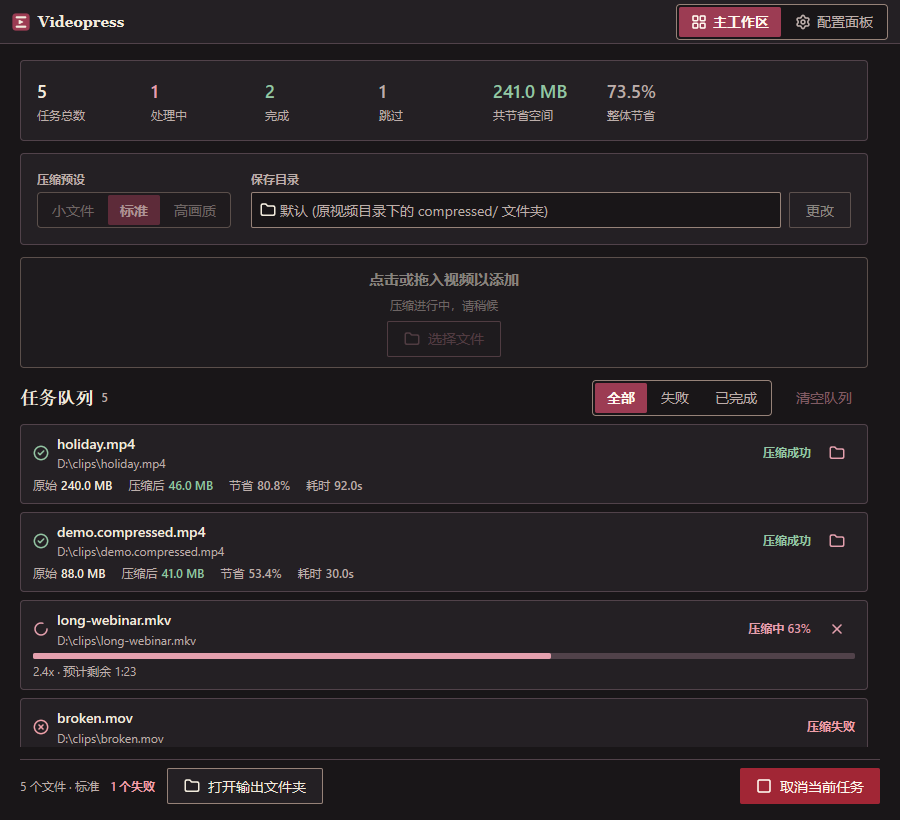 Videopress
主工作区 配置面板
5 1 2 1 241.0 MB 73.5%
任务总数 处理中 完成 跳过 共节省空间 整体节省
压缩预设 保存目录
小文件 标准 高画质 默认 (原视频目录下的 compressed/ 文件夹) 更改
点击或拖入视频以添加
压缩进行中，请稍候
选择文件
任务队列 5 全部 失败 已完成 清空队列
holiday.mp4
D:\clips\holiday.mp4 压缩成功
原始 240.0 MB 压缩后 46.0 MB 节省 80.8% 耗时 92.0s
demo.compressed.mp4
D:\clips\demo.compressed.mp4 压缩成功
原始 88.0 MB 压缩后 41.0 MB 节省 53.4% 耗时 30.0s
long-webinar.mkv
D:\clips\long-webinar.mkv 压缩中 63%
2.4x · 预计剩余 1:23
broken.mov
D:\clips\broken.mov 压缩失败
5 个文件 · 标准 1 个失败 打开输出文件夹 取消当前任务